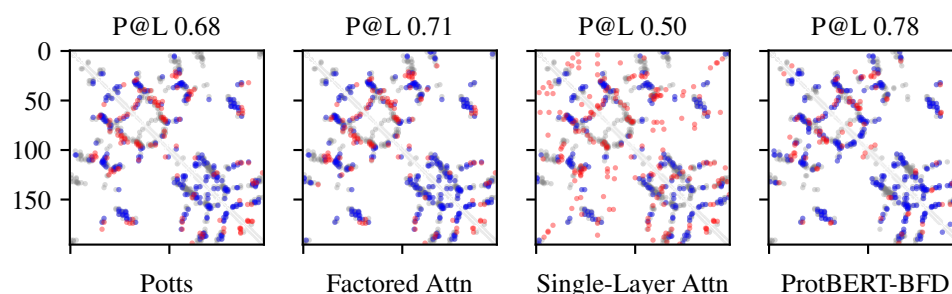 P@L 0.68 P@L 0.71 P@L 0.50 P@L 0.78
0
50
100
150
Potts Factored Attn Single-Layer Attn ProtBERT-BFD